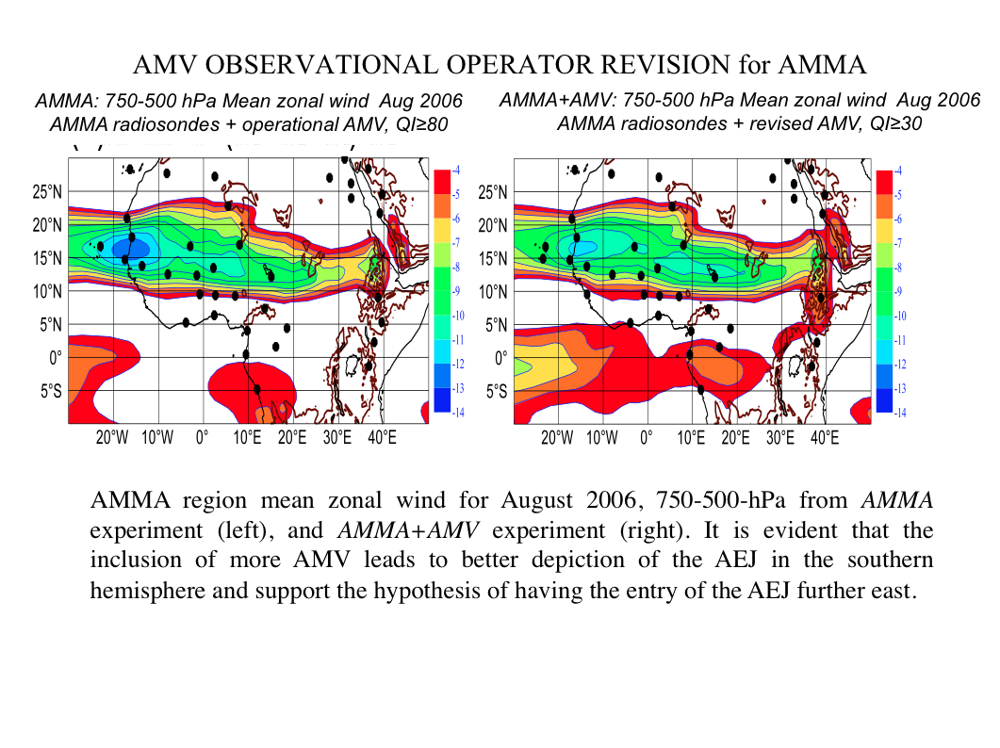 AMV OBSERVATIONAL OPERATOR REVISION for AMMA
AMMA: 750-500 hPa Mean zonal wind Aug 2006
AMMA radiosondes + operational AMV, QI≥80
AMMA+AMV: 750-500 hPa Mean zonal wind Aug 2006
AMMA radiosondes + revised AMV, QI≥30
25°N
20°N
15°N
10°N
5°N
0°
5°S
20°W 10°W 0° 10°E 20°E 30°E 40°E
-4
-5
-6
-7
-8
-9
-10
-11
-12
-13
-14
25°N
20°N
15°N
10°N
5°N
0°
5°S
20°W 10°W 0° 10°E 20°E 30°E 40°E
-4
-5
-6
-7
-8
-9
-10
-11
-12
-13
-14
AMMA region mean zonal wind for August 2006, 750-500-hPa from AMMA
experiment (left), and AMMA+AMV experiment (right). It is evident that the
inclusion of more AMV leads to better depiction of the AEJ in the southern
hemisphere and support the hypothesis of having the entry of the AEJ further east.